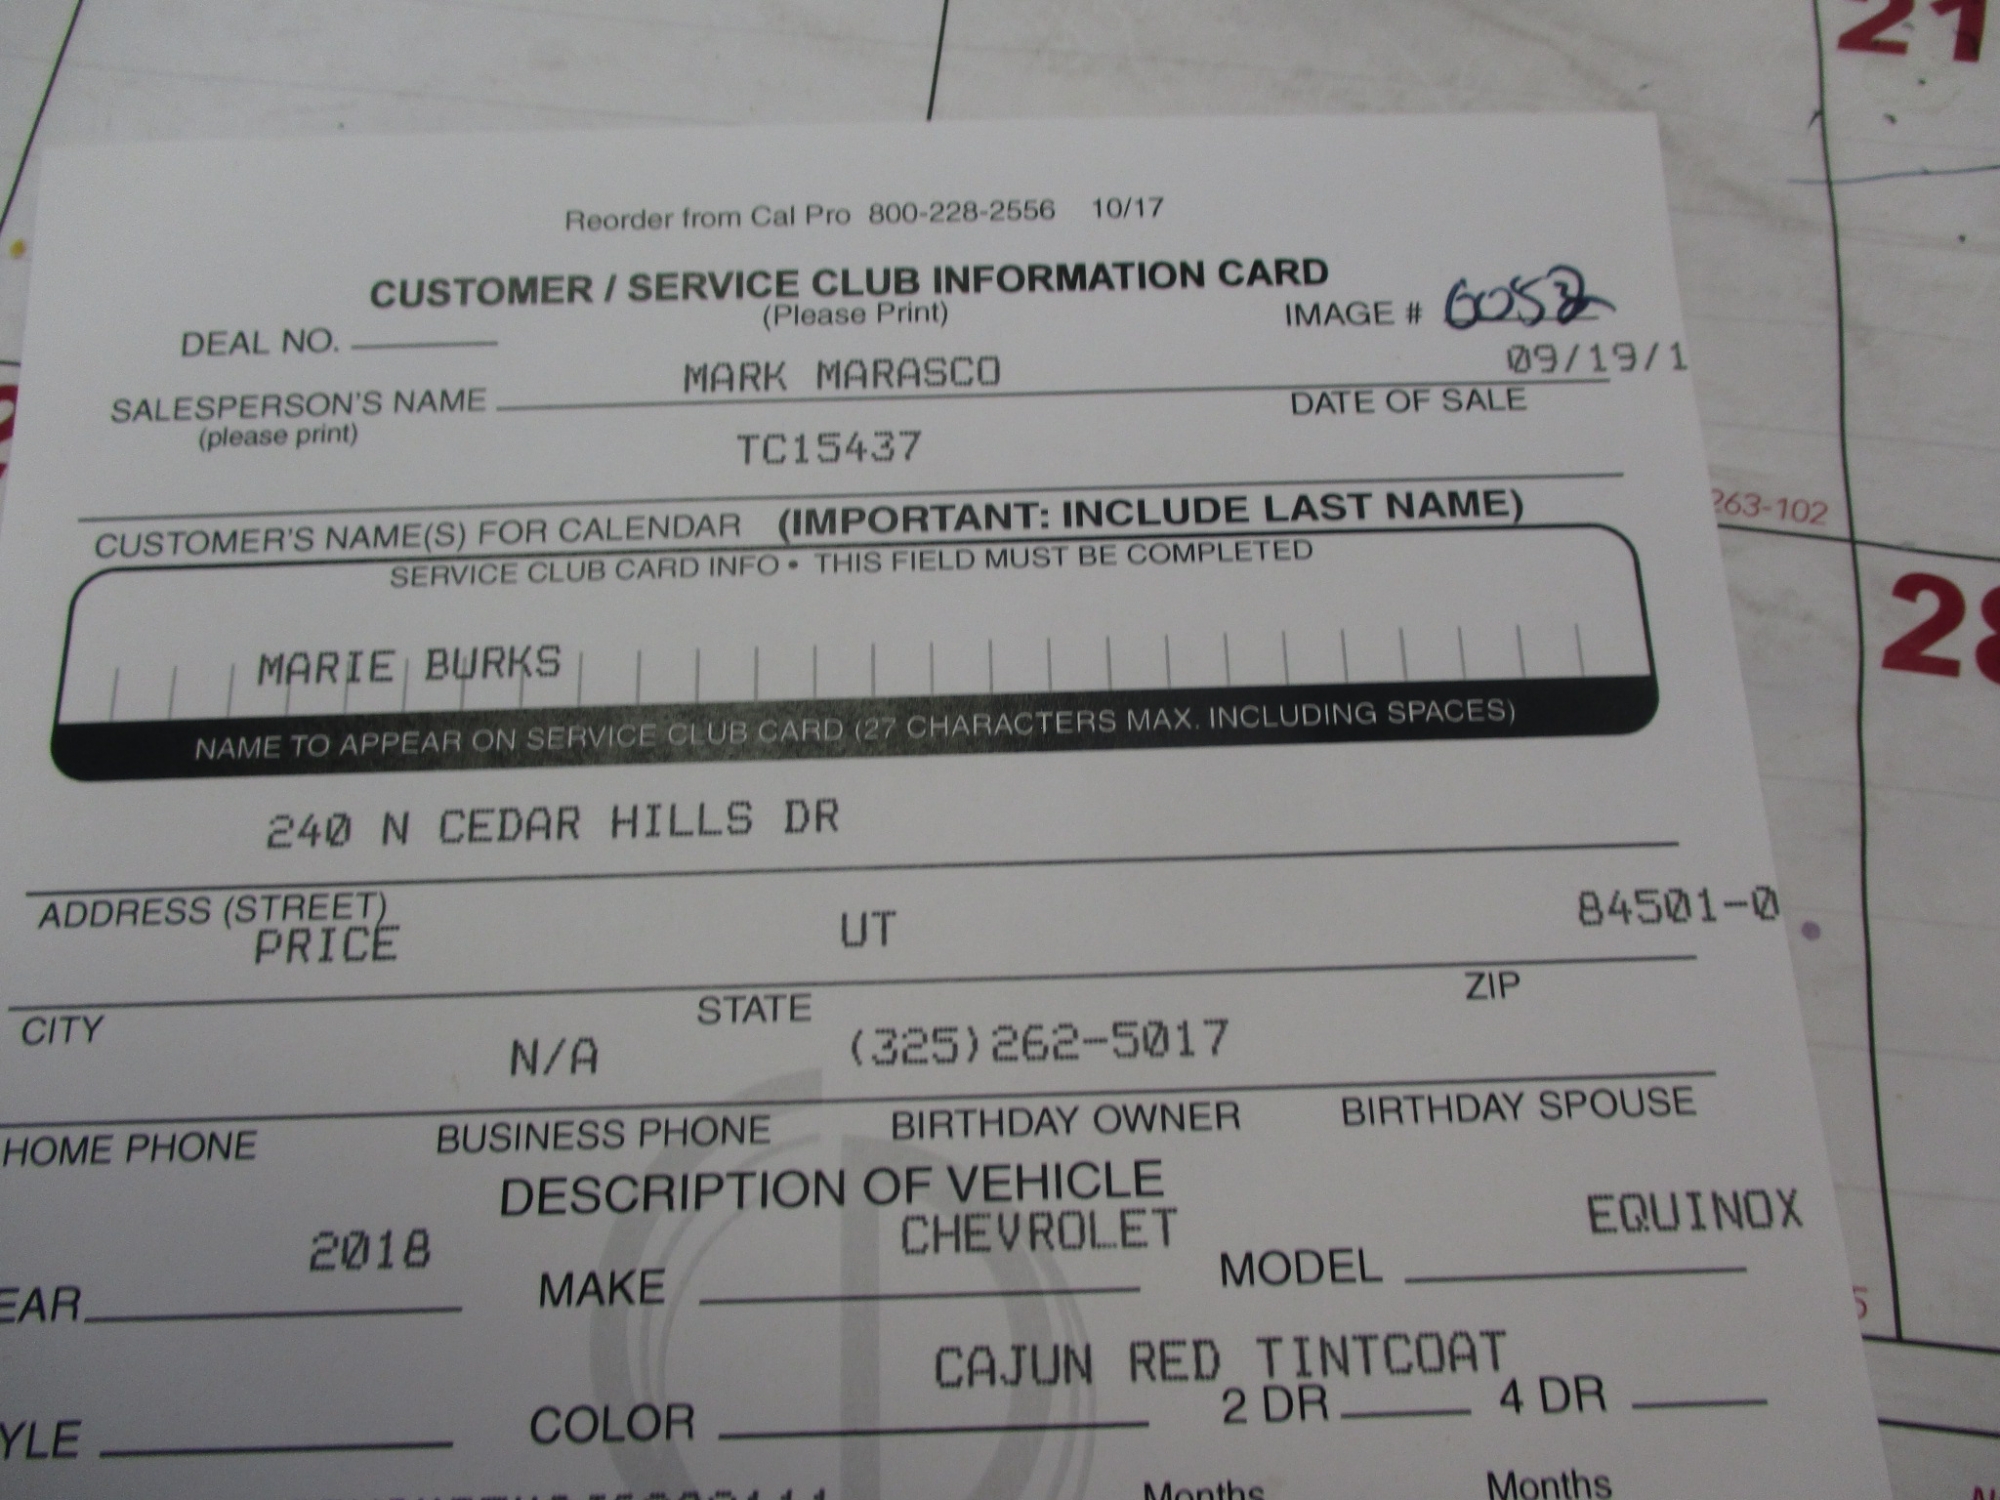 21
Reorder from Cal Pro 800-228-2556 10/17
CUSTOMER / SERVICE CLUB INFORMATION CARD
(Please Print)
DEAL NO.
IMAGE # 6052
MARK MARASCO
09/19/1
SALESPERSON'S NAME
DATE OF SALE
(please print)
TC15437
263-102
CUSTOMER'S NAME(S) FOR CALENDAR (IMPORTANT: INCLUDE LAST NAME)
SERVICE CLUB CARD INFO • THIS FIELD MUST BE COMPLETED
28
MARIE BURKS
NAME TO APPEAR ON SERVICE CLUB CARD (27 CHARACTERS MAX. INCLUDING SPACES)
240 N CEDAR HILLS DR
ADDRESS (STREET)
PRICE UT 84501-0
CITY STATE ZIP
N/A (325)262-5017
HOME PHONE BUSINESS PHONE BIRTHDAY OWNER BIRTHDAY SPOUSE
DESCRIPTION OF VEHICLE
2018 CHEVROLET EQUINOX
EAR MAKE MODEL
5
CAJUN RED TINTCOAT
YLE COLOR 2 DR 4 DR
Months Months